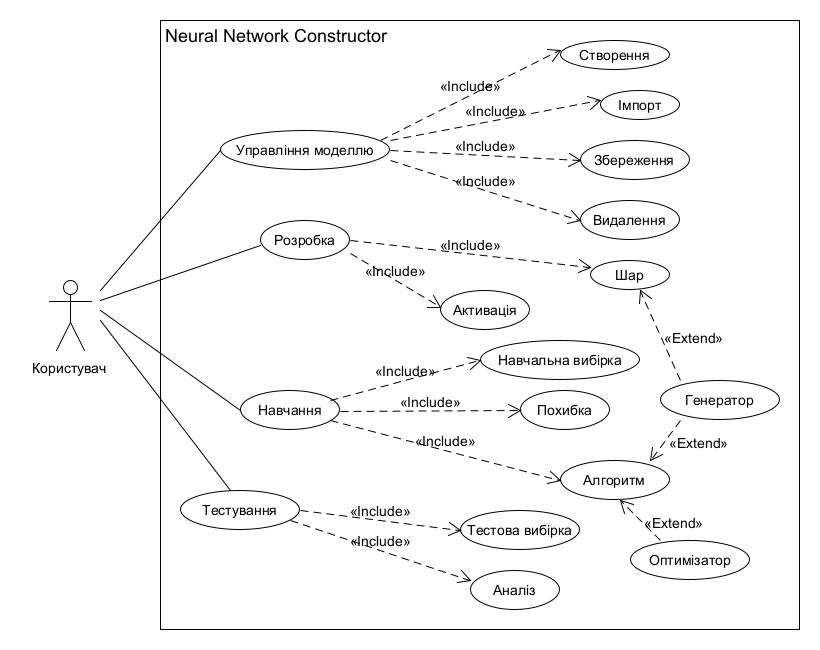 Neural Network Constructor
Створення
«Include»
Імпорт
«Include»
Управління моделлю
«Include»
Збереження
«Include»
Видалення
Розробка
«Include»
Шар
«Include»
Активація
«Extend»
Користувач
Навчальна вибірка
«Include»
Навчання
«Include»
Похибка
Генератор
«Include»
«Extend»
Алгоритм
Тестування
«Include»
Тестова вибірка
«Extend»
«Include»
Оптимізатор
Аналіз